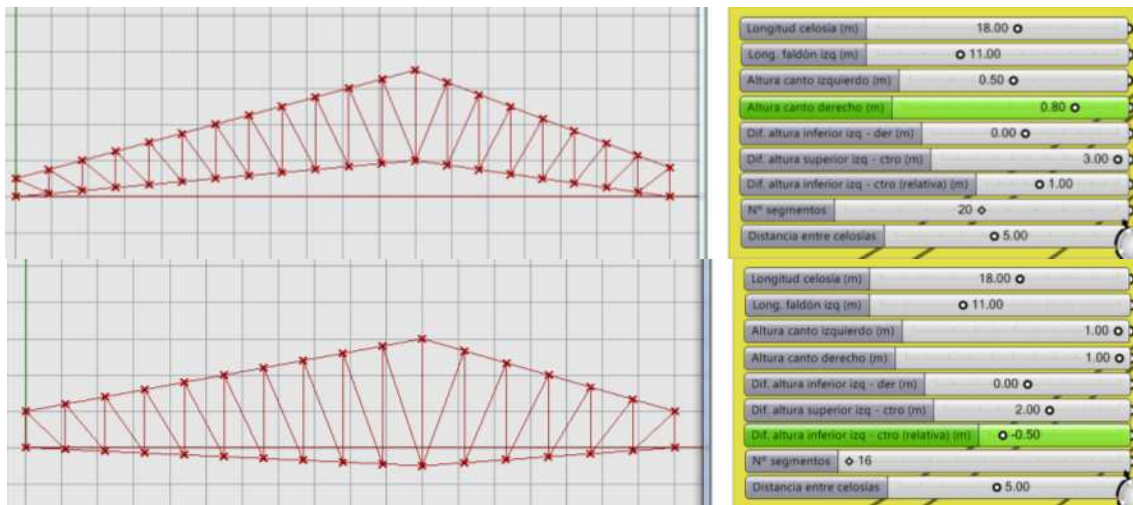 Longitud celosía (m) 18.00
Long. faldón izq (m) 11.00
Altura canto izquierdo (m) 0.50
Altura canto derecho (m) 0.80
Dif. altura inferior izq - der (m) 0.00
Dif. altura superior izq - ctro (m) 3.00
Dif. altura inferior izq - ctro (relativa) (m) 1.00
Nº segmentos 20
Distancia entre celosías 5.00
Longitud celosía (m) 18.00
Long. faldón izq (m) 11.00
Altura canto izquierdo (m) 1.00
Altura canto derecho (m) 1.00
Dif. altura inferior izq - der (m) 0.00
Dif. altura superior izq - ctro (m) 2.00
Dif. altura inferior izq - ctro (relativa) (m) -0.50
Nº segmentos 16
Distancia entre celosías 5.00